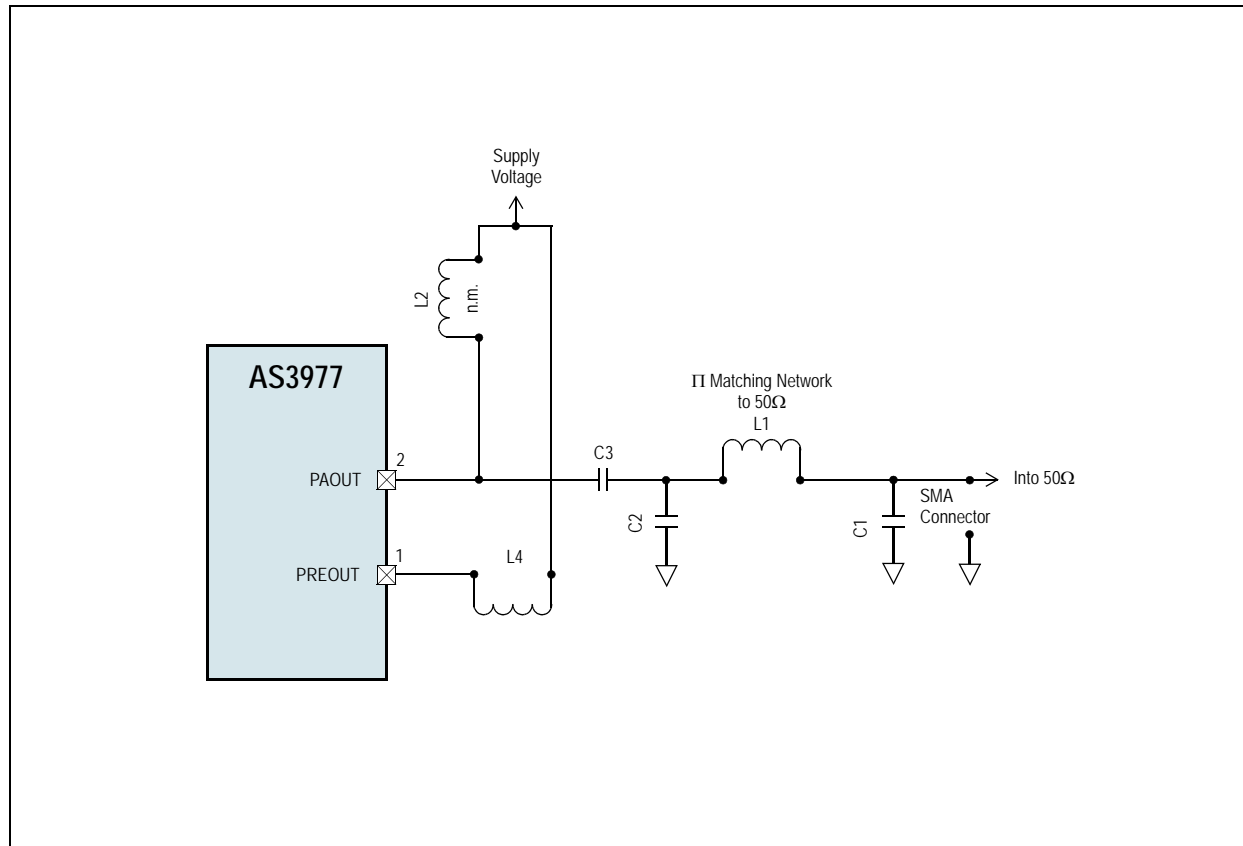 Supply
Voltage
L2
n.m.
AS3977
Π Matching Network
to 50Ω
L1
C3
2
PAOUT
Into 50Ω
SMA
Connector
C2
C1
1
PREOUT
L4